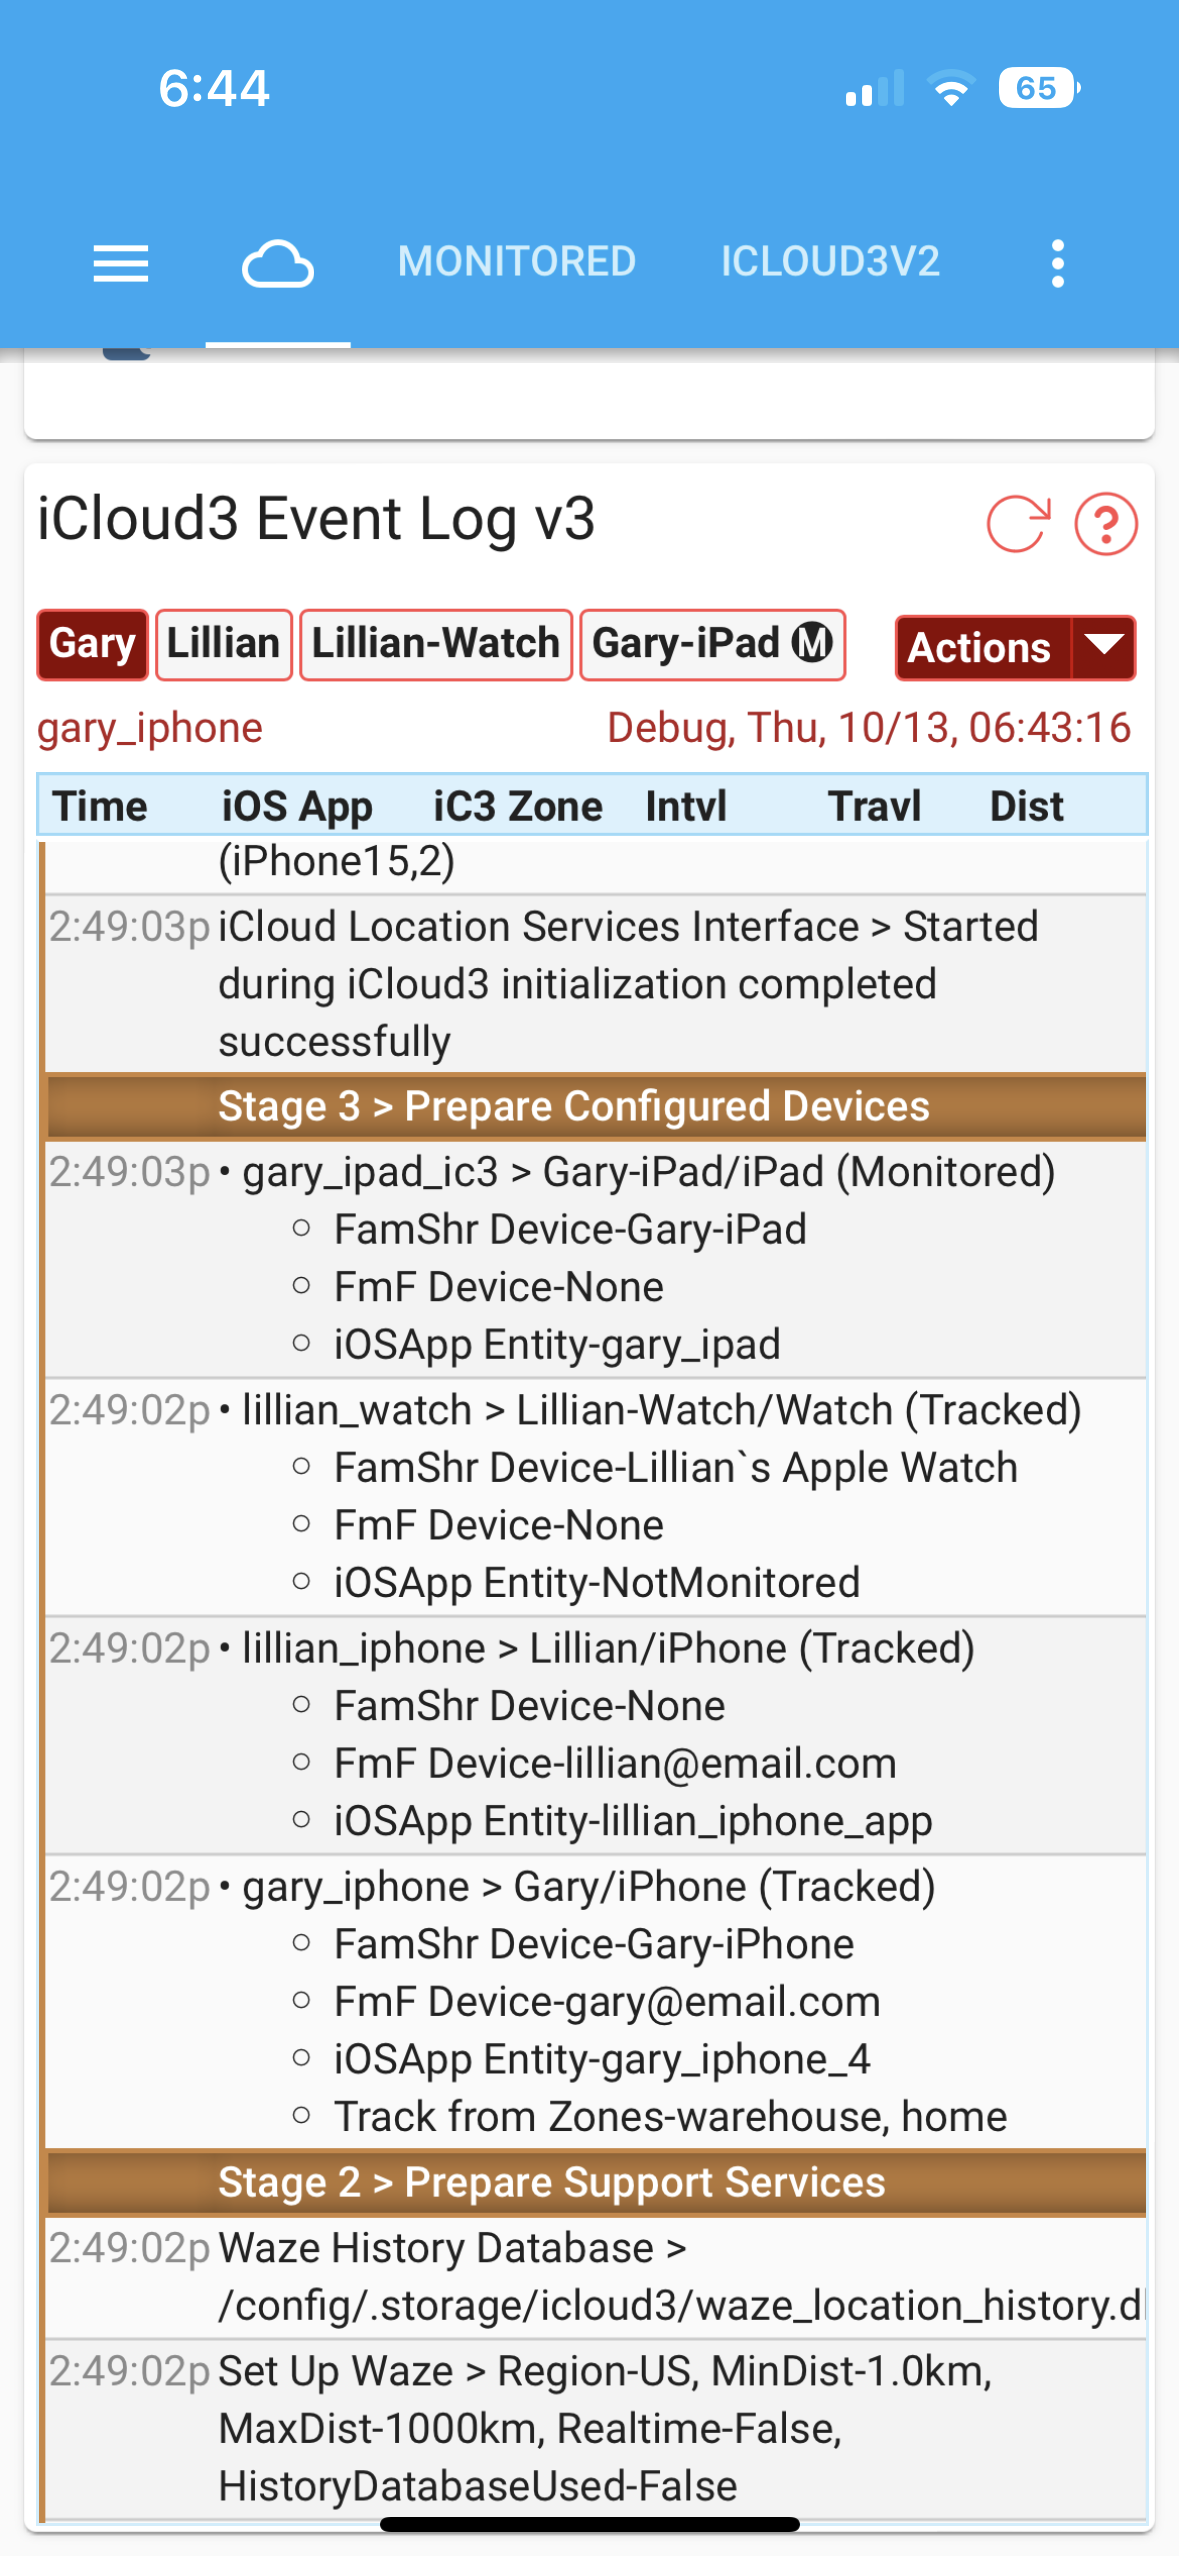 6:44
65
MONITORED ICLOUD3V2
iCloud3 Event Log v3
?
Gary Lillian Lillian-Watch Gary-iPad Ⓜ Actions
gary_iphone Debug, Thu, 10/13, 06:43:16
Time iOS App iC3 Zone Intvl Travl Dist
(iPhone15,2)
2:49:03p iCloud Location Services Interface > Started
during iCloud3 initialization completed
successfully
Stage 3 > Prepare Configured Devices
2:49:03p • gary_ipad_ic3 > Gary-iPad/iPad (Monitored)
○ FamShr Device-Gary-iPad
○ FmF Device-None
○ iOSApp Entity-gary_ipad
2:49:02p • lillian_watch > Lillian-Watch/Watch (Tracked)
○ FamShr Device-Lillian`s Apple Watch
○ FmF Device-None
○ iOSApp Entity-NotMonitored
2:49:02p • lillian_iphone > Lillian/iPhone (Tracked)
○ FamShr Device-None
○ FmF Device-lillian@email.com
○ iOSApp Entity-lillian_iphone_app
2:49:02p • gary_iphone > Gary/iPhone (Tracked)
○ FamShr Device-Gary-iPhone
○ FmF Device-gary@email.com
○ iOSApp Entity-gary_iphone_4
○ Track from Zones-warehouse, home
Stage 2 > Prepare Support Services
2:49:02p Waze History Database >
/config/.storage/icloud3/waze_location_history.d
2:49:02p Set Up Waze > Region-US, MinDist-1.0km,
MaxDist-1000km, Realtime-False,
HistoryDatabaseUsed-False